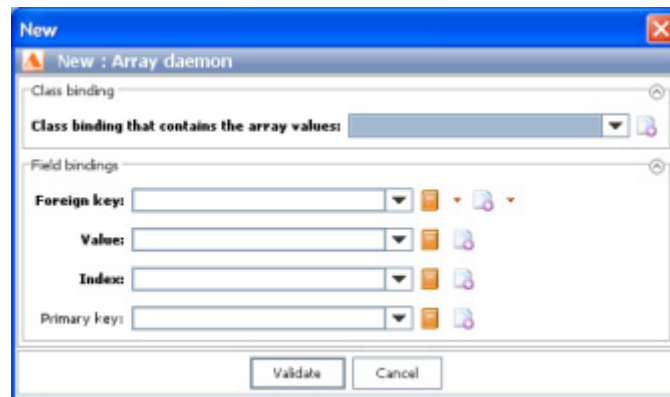 New
New : Array daemon
Class binding
Class binding that contains the array values:
Field bindings
Foreign key:
Value:
Index:
Primary key:
Validate Cancel